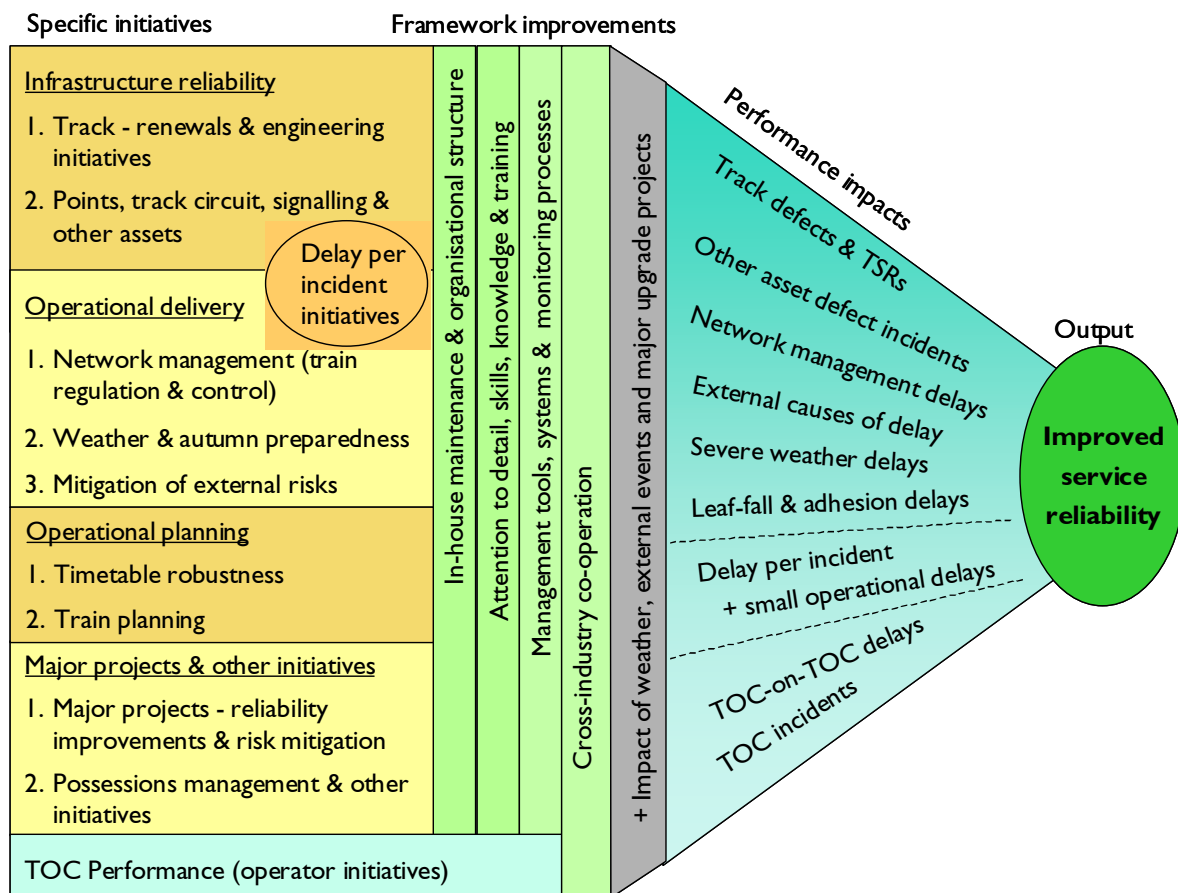 Specific initiatives
Framework improvements
Infrastructure reliability
1. Track - renewals & engineering
initiatives
2. Points, track circuit, signalling &
other assets
Delay per
incident
initiatives
Operational delivery
1. Network management (train
regulation & control)
2. Weather & autumn preparedness
3. Mitigation of external risks
Operational planning
1. Timetable robustness
2. Train planning
Major projects & other initiatives
1. Major projects - reliability
improvements & risk mitigation
2. Possessions management & other
initiatives
TOC Performance (operator initiatives)
In-house maintenance & organisational structure
Attention to detail, skills, knowledge & training
Management tools, systems & monitoring processes
Cross-industry co-operation
+ Impact of weather, external events and major upgrade projects
Performance impacts
Track defects & TSRs
Other asset defect incidents
Network management delays
External causes of delay
Severe weather delays
Leaf-fall & adhesion delays
Delay per incident
+ small operational delays
TOC-on-TOC delays
TOC incidents
Output
Improved
service
reliability